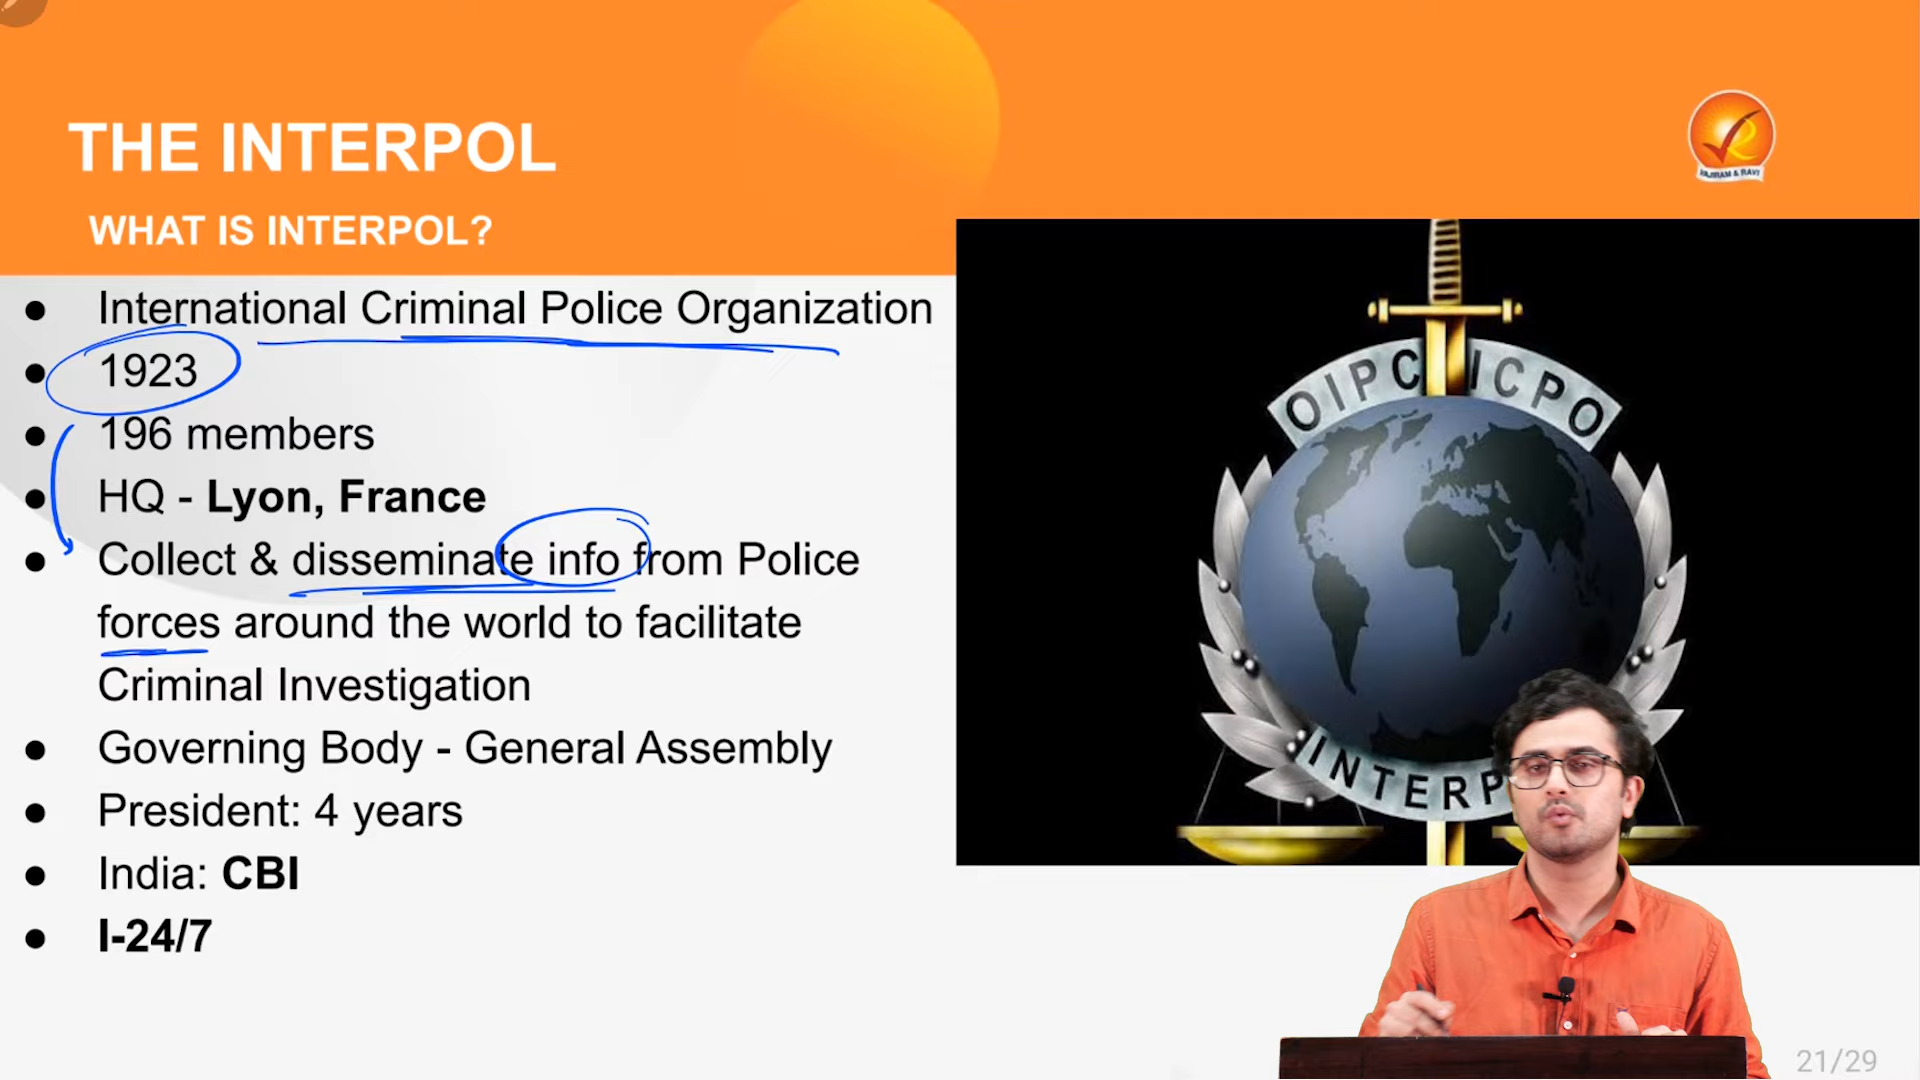 THE INTERPOL
WHAT IS INTERPOL?
VAJIRAM & RAVI
● International Criminal Police Organization
● 1923
● 196 members
● HQ - Lyon, France
● Collect & disseminate info from Police
forces around the world to facilitate
Criminal Investigation
● Governing Body - General Assembly
● President: 4 years
● India: CBI
● I-24/7
OIPC ICPO
INTERP
21/29